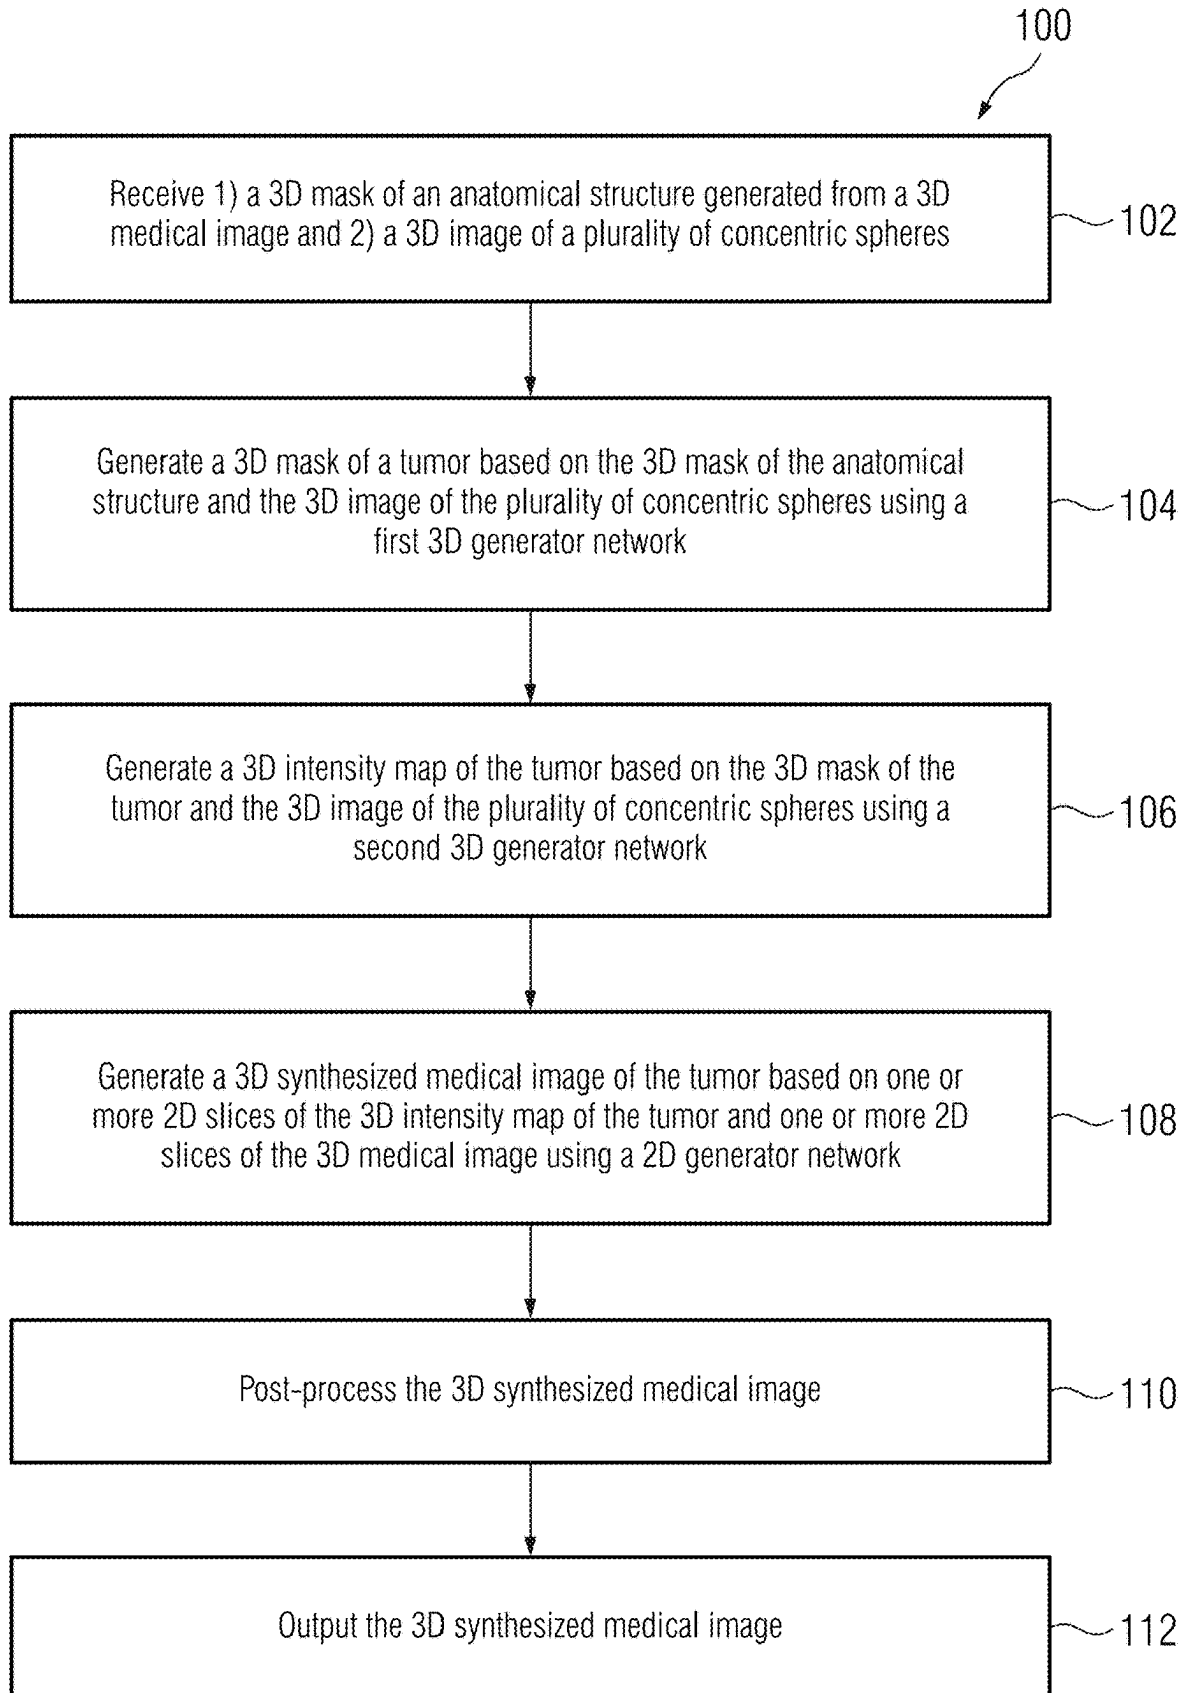 100
Receive 1) a 3D mask of an anatomical structure generated from a 3D
medical image and 2) a 3D image of a plurality of concentric spheres
102
Generate a 3D mask of a tumor based on the 3D mask of the anatomical
structure and the 3D image of the plurality of concentric spheres using a
first 3D generator network
104
Generate a 3D intensity map of the tumor based on the 3D mask of the
tumor and the 3D image of the plurality of concentric spheres using a
second 3D generator network
106
Generate a 3D synthesized medical image of the tumor based on one or
more 2D slices of the 3D intensity map of the tumor and one or more 2D
slices of the 3D medical image using a 2D generator network
108
Post-process the 3D synthesized medical image
110
Output the 3D synthesized medical image
112